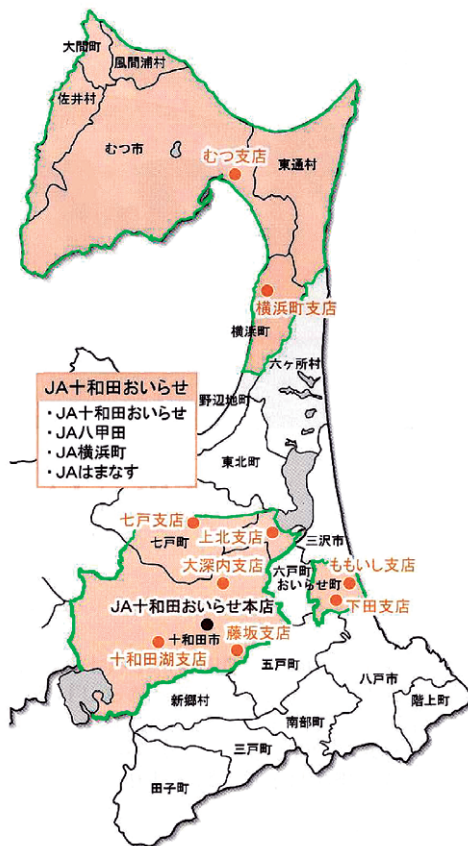 大間町
風間浦村
佐井村
むつ市
東通村
むつ支店
横浜町支店
横浜町
六ヶ所村
野辺地町
JA十和田おいらせ
・JA十和田おいらせ
・JA八甲田
・JA横浜町
・JAはまなす
東北町
七戸支店
七戸町
上北支店
三沢市
六戸町
大深内支店
おいらせ町
ももいし支店
下田支店
JA十和田おいらせ本店
十和田市
藤坂支店
十和田湖支店
五戸町
八戸市
新郷村
階上町
南部町
三戸町
田子町